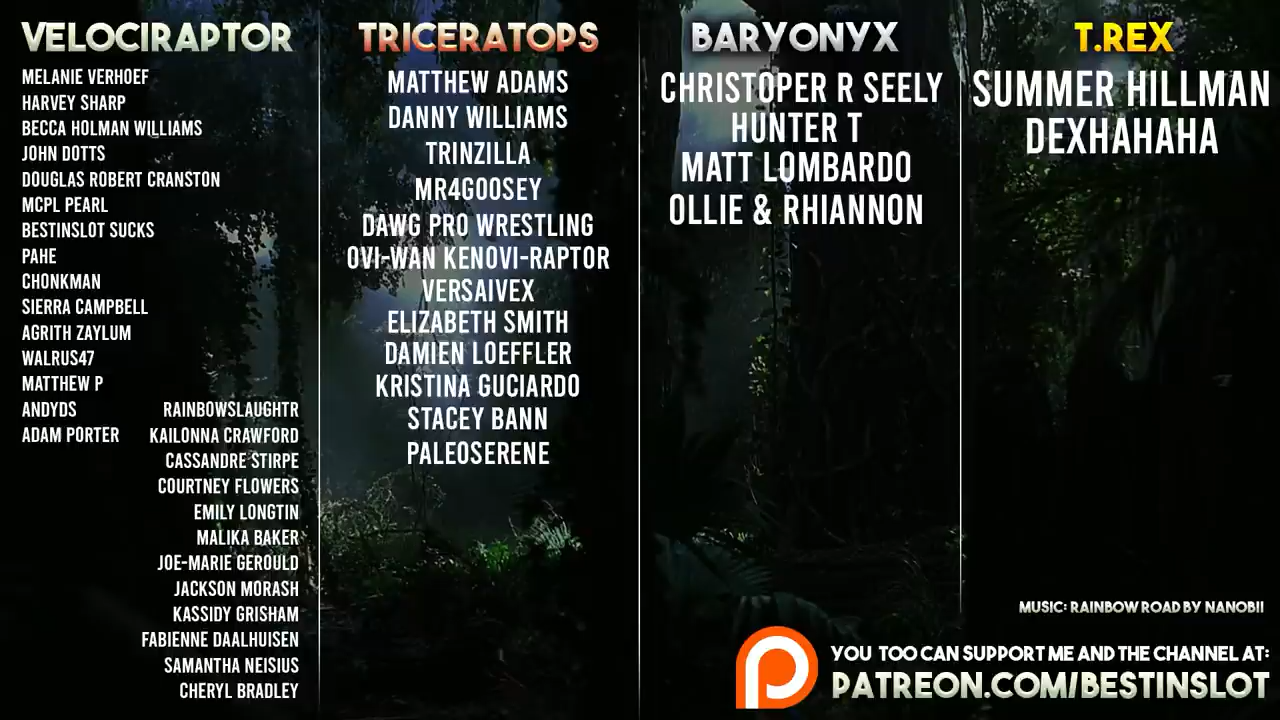 VELOCIRAPTOR
MELANIE VERHOEF
HARVEY SHARP
BECCA HOLMAN WILLIAMS
JOHN DOTTS
DOUGLAS ROBERT CRANSTON
MCPL PEARL
BESTINSLOT SUCKS
PAHE
CHONKMAN
SIERRA CAMPBELL
AGRITH ZAYLUM
WALRUS47
MATTHEW P
ANDYDS
ADAM PORTER
RAINBOWSLAUGHTR
KAILONNA CRAWFORD
CASSANDRE STIRPE
COURTNEY FLOWERS
EMILY LONGTIN
MALIKA BAKER
JOE-MARIE GEROULD
JACKSON MORASH
KASSIDY GRISHAM
FABIENNE DAALHUISEN
SAMANTHA NEISIUS
CHERYL BRADLEY
TRICERATOPS
MATTHEW ADAMS
DANNY WILLIAMS
TRINZILLA
MR4GOOSEY
DAWG PRO WRESTLING
OVI-WAN KENOVI-RAPTOR
VERSAIVEX
ELIZABETH SMITH
DAMIEN LOEFFLER
KRISTINA GUCIARDO
STACEY BANN
PALEOSERENE
BARYONYX
CHRISTOPER R SEELY
HUNTER T
MATT LOMBARDO
OLLIE & RHIANNON
T.REX
SUMMER HILLMAN
DEXHAHAHA
MUSIC: RAINBOW ROAD BY NANOBII
YOU TOO CAN SUPPORT ME AND THE CHANNEL AT:
PATREON.COM/BESTINSLOT